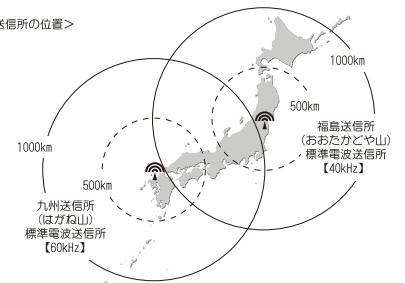 送信所の位置＞
1000km
500km
福島送信所
（おおたかどや山）
標準電波送信所
【40kHz】
1000km
500km
九州送信所
（はがね山）
標準電波送信所
【60kHz】